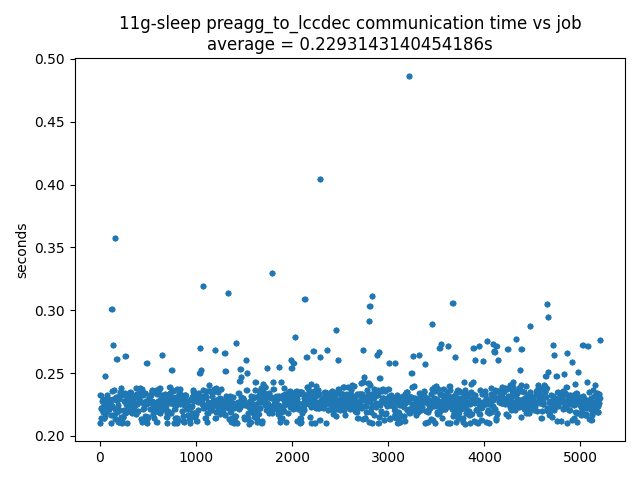 11g-sleep preagg_to_lccdec communication time vs job
average = 0.2293143140454186s
0.50
0.45
0.40
0.35
0.30
0.25
0.20
seconds
0 1000 2000 3000 4000 5000